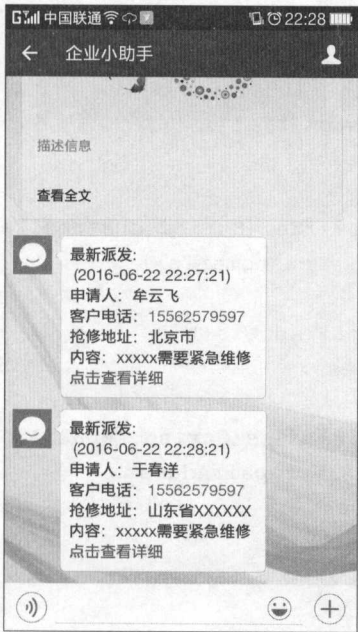 G 中国联通 22:28
企业小助手
描述信息
查看全文
最新派发:
(2016-06-22 22:27:21)
申请人: 牟云飞
客户电话: 15562579597
抢修地址: 北京市
内容: xxxxx需要紧急维修
点击查看详细
最新派发:
(2016-06-22 22:28:21)
申请人: 于春洋
客户电话: 15562579597
抢修地址: 山东省XXXXXX
内容: xxxxx需要紧急维修
点击查看详细